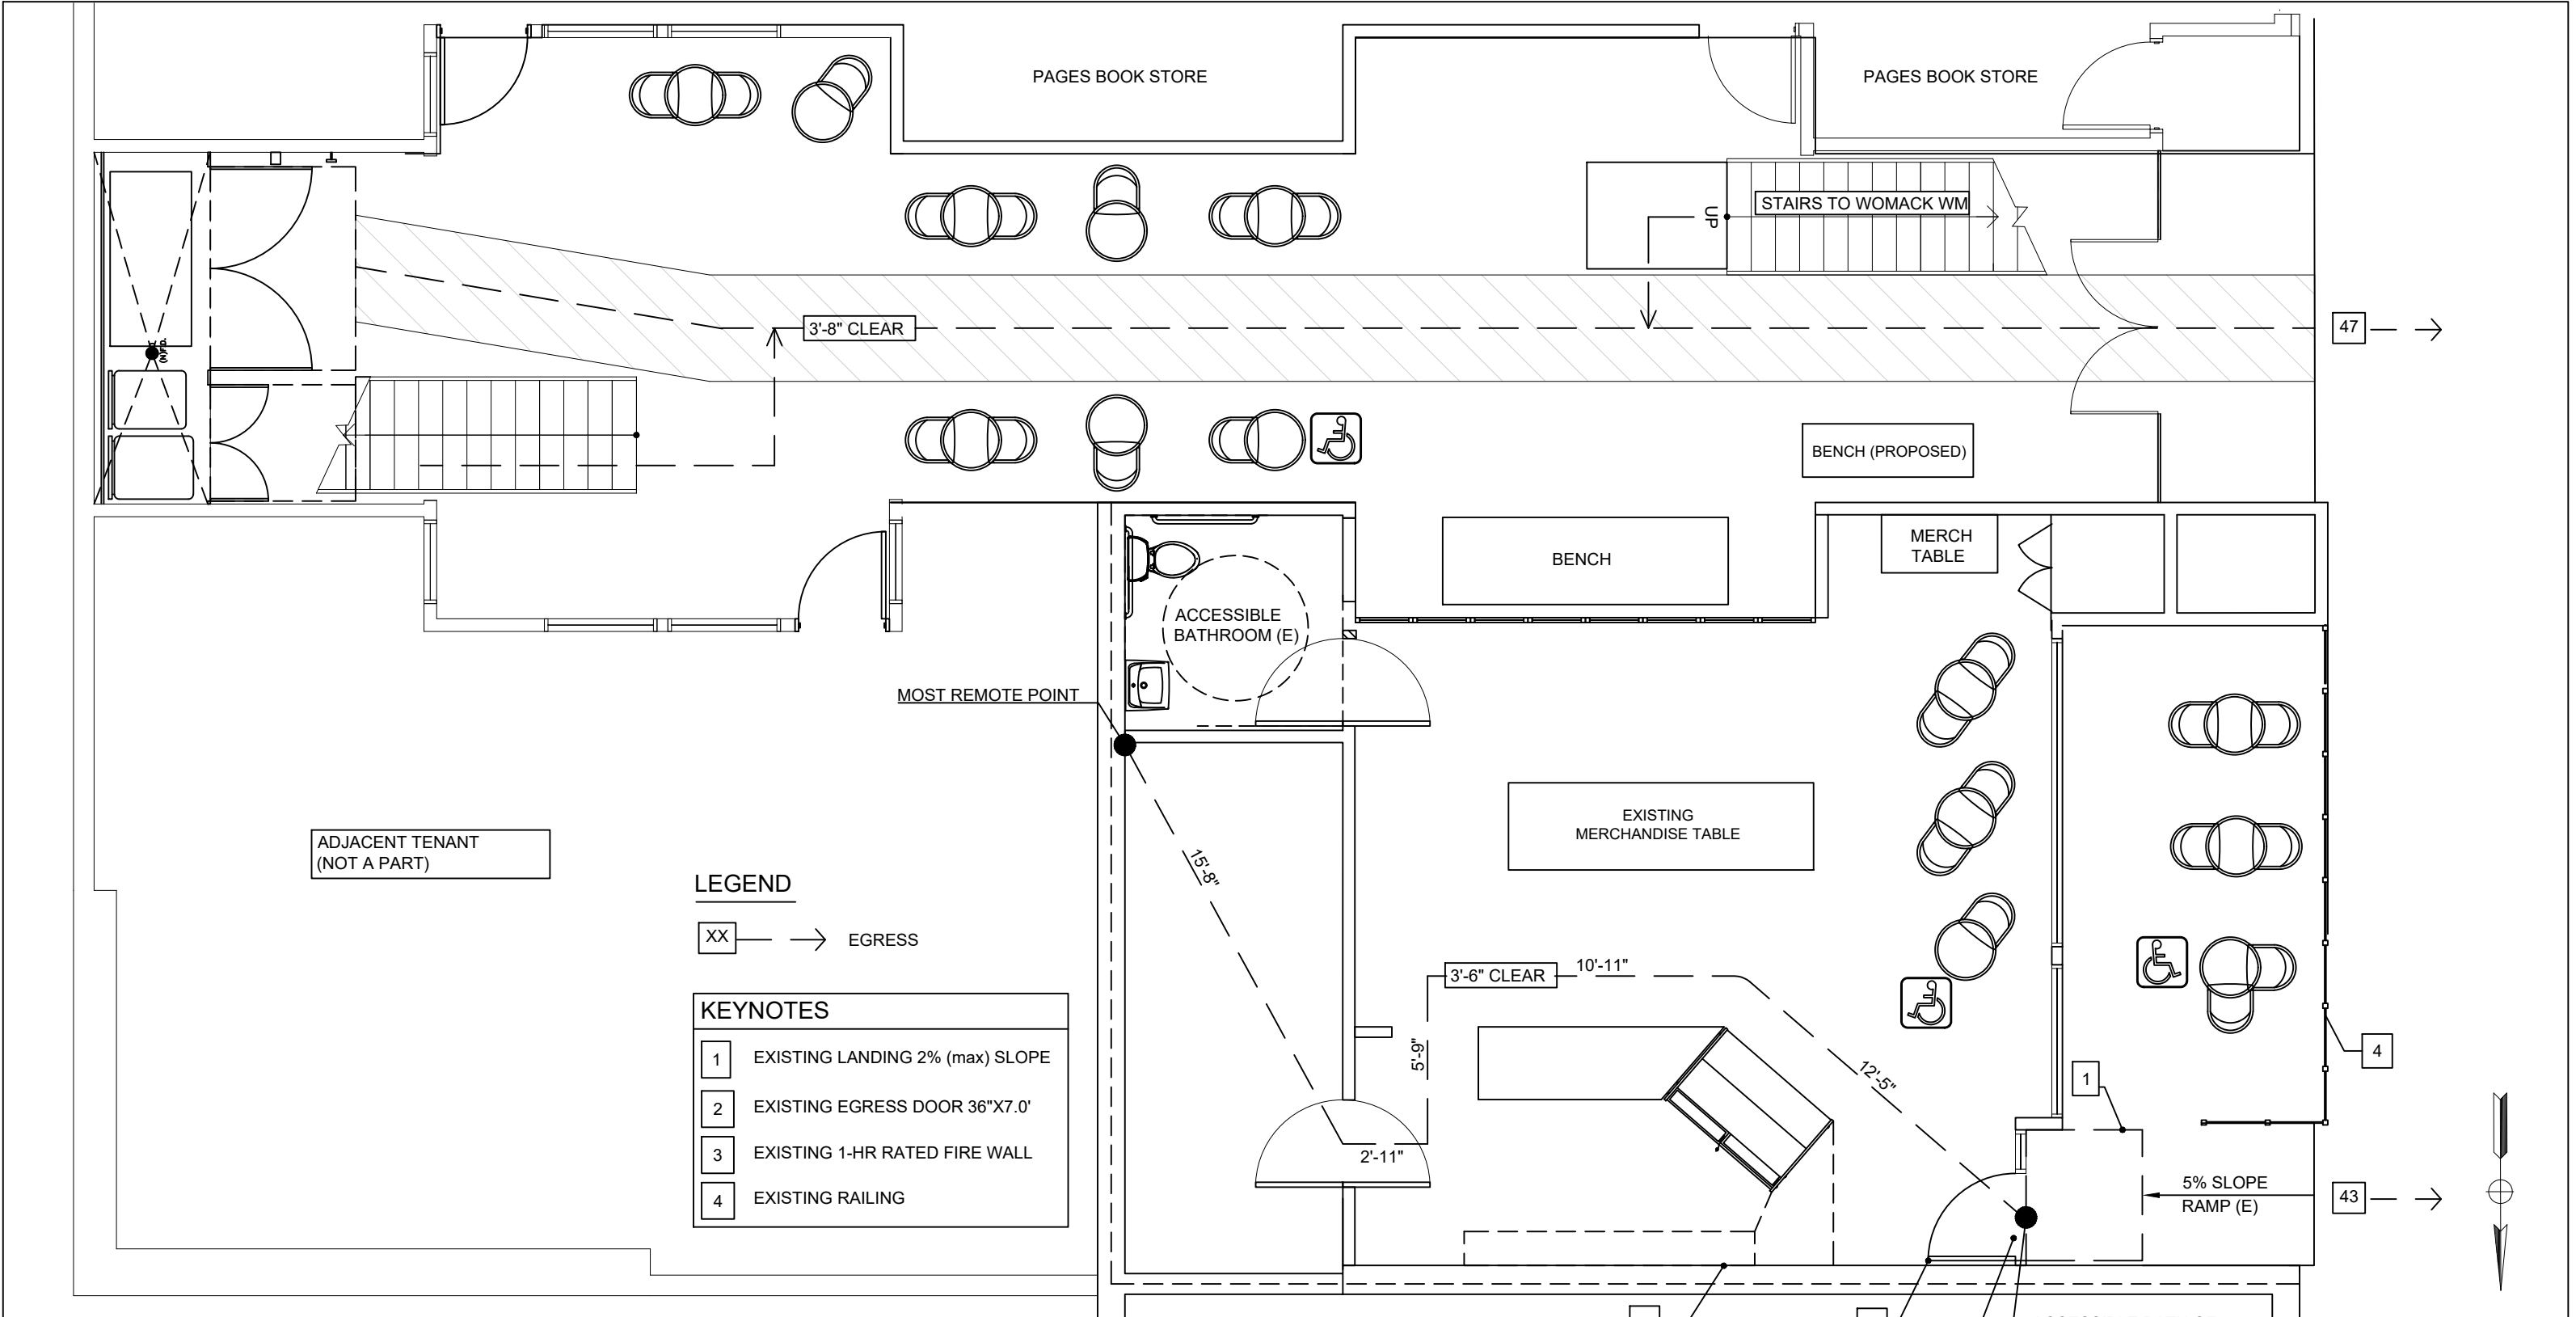 PAGES BOOK STORE
PAGES BOOK STORE
STAIRS TO WOMACK WM
UP
3'-8" CLEAR
47
(N)F.D.
BENCH (PROPOSED)
BENCH
MERCH
TABLE
ACCESSIBLE
BATHROOM (E)
MOST REMOTE POINT
EXISTING
MERCHANDISE TABLE
ADJACENT TENANT
(NOT A PART)
15'-8"
LEGEND
XX
EGRESS
3'-6" CLEAR
10'-11"
KEYNOTES
1 EXISTING LANDING 2% (max) SLOPE
2 EXISTING EGRESS DOOR 36"X7.0'
3 EXISTING 1-HR RATED FIRE WALL
4 EXISTING RAILING
5'-9"
2'-11"
12'-5"
1
4
5% SLOPE
RAMP (E)
43